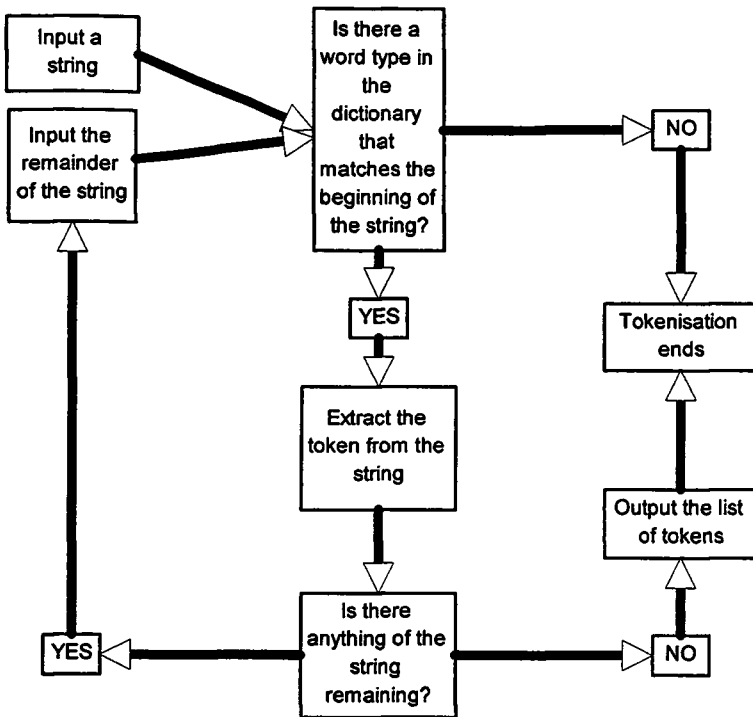 Input a
string
Input the
remainder
of the string
Is there a
word type in
the
dictionary
that
matches the
beginning of
the string?
NO
YES
Tokenisation
ends
Extract the
token from the
string
Output the list
of tokens
Is there
anything of the
string
remaining?
YES
NO